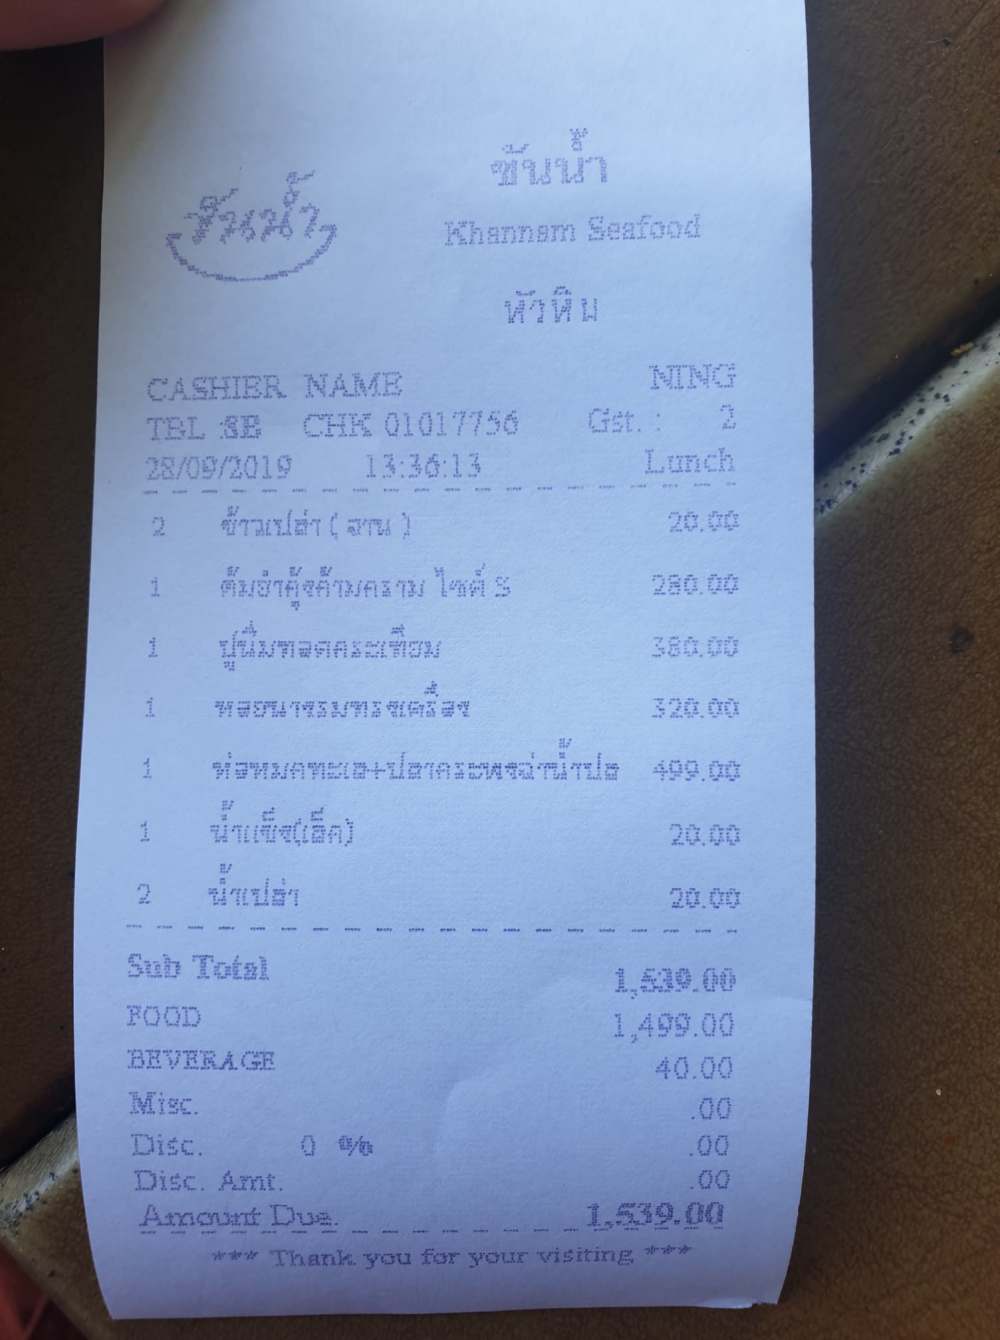 ขันน้ำ
ขันน้ำ
Khannam Seafood
หัวหิน
CASHIER NAME NING
TBL 3B CHK 01017756 Gst. : 2
28/09/2019 13:36:13 Lunch
2 ข้าวเปล่า ( จาน ) 20.00
1 ต้มยำกุ้งก้ามกราม ไซค์ S 280.00
1 ปูนิ่มทอดกระเทียม 380.00
1 หอยนางรมทรงเครื่อง 320.00
1 ห่อหมดทะเล+ปลากระพงฉ่าน้ำปล 499.00
1 น้ำแข็ง(เล็ก) 20.00
2 น้ำเปล่า 20.00
Sub Total 1,539.00
FOOD 1,499.00
BEVERAGE 40.00
Misc. .00
Disc. 0 % .00
Disc. Amt. .00
Amount Due. 1,539.00
*** Thank you for your visiting ***